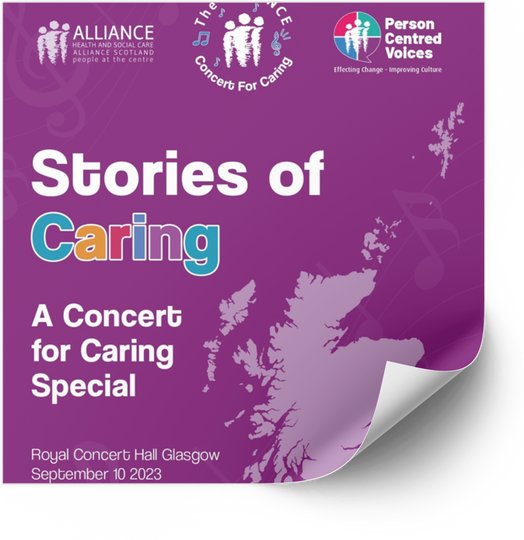 ALLIANCE
HEALTH AND SOCIAL CARE
ALLIANCE SCOTLAND
people at the centre
The
NCE
Concert For Caring
Person
Centred
Voices
Effecting Change - Improving Culture
Stories of
Caring
A Concert
for Caring
Special
Royal Concert Hall Glasgow
September 10 2023